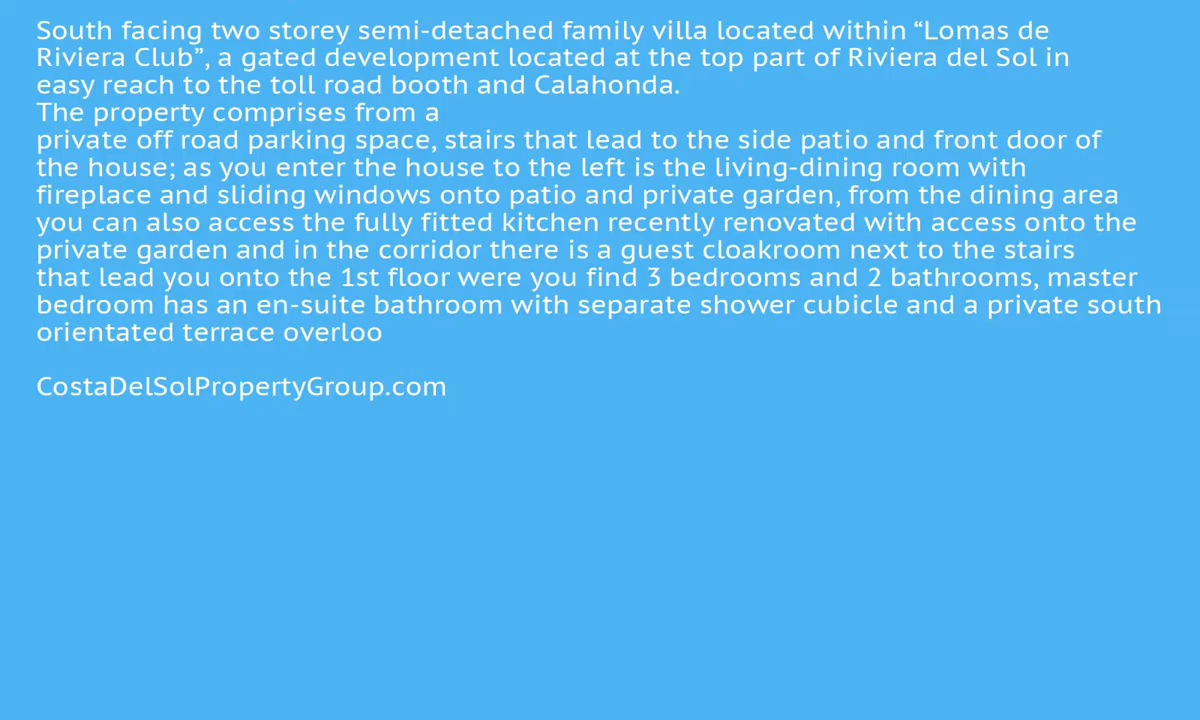 South facing two storey semi-detached family villa located within “Lomas de
Riviera Club”, a gated development located at the top part of Riviera del Sol in
easy reach to the toll road booth and Calahonda.
The property comprises from a
private off road parking space, stairs that lead to the side patio and front door of
the house; as you enter the house to the left is the living-dining room with
fireplace and sliding windows onto patio and private garden, from the dining area
you can also access the fully fitted kitchen recently renovated with access onto the
private garden and in the corridor there is a guest cloakroom next to the stairs
that lead you onto the 1st floor were you find 3 bedrooms and 2 bathrooms, master
bedroom has an en-suite bathroom with separate shower cubicle and a private south
orientated terrace overloo
CostaDelSolPropertyGroup.com